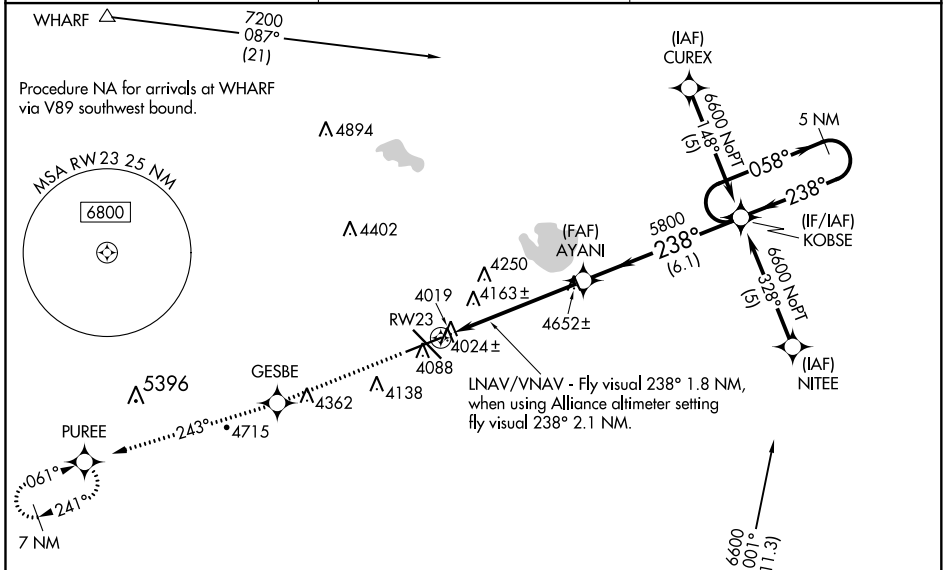 WHARF
7200
087°
(21)
Procedure NA for arrivals at WHARF
via V89 southwest bound.
(IAF)
CUREX
6600 NoPT
148°
(5)
5 NM
058°
238°
(IF/IAF)
KOBSE
4894
MSA RW 23 25 NM
6800
4402
5800
238°
(6.1)
(FAF)
AYANI
4250
4163±
4652±
6600 NoPT
328°
(5)
(IAF)
NITEE
4019
RW23
4024±
4088
4138
LNAV/VNAV - Fly visual 238° 1.8 NM,
when using Alliance altimeter setting
fly visual 238° 2.1 NM.
GESBE
4362
5396
4715
243°
PUREE
061°
241°
7 NM
6600
001°
11.3)